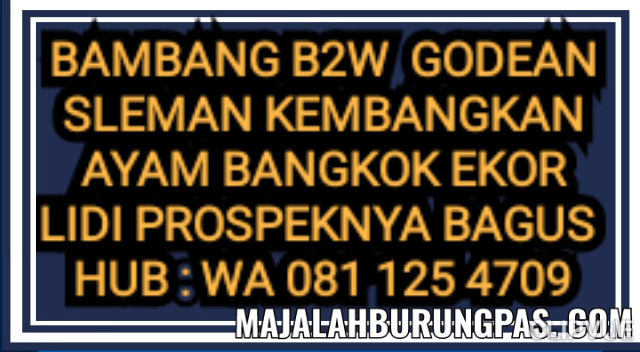 BAMBANG B2W GODEAN
SLEMAN KEMBANGKAN
AYAM BANGKOK EKOR
LIDI PROSPEKNYA BAGUS
HUB : WA 081 125 4709
MAJALAHBURUNGPAS..COM